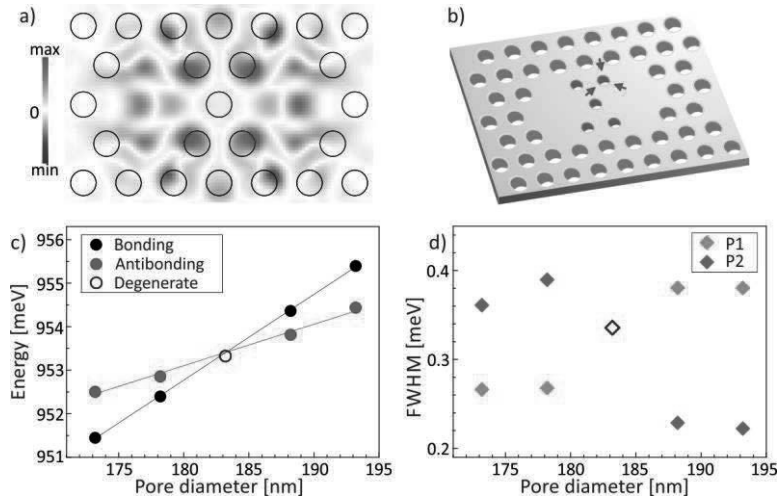 a)
max
0
min
b)
c)
Bonding
Antibonding
Degenerate
Energy [meV]
956
955
954
953
952
951
175
180
185
190
195
Pore diameter [nm]
d)
P1
P2
FWHM [meV]
0.4
0.3
0.2
175
180
185
190
195
Pore diameter [nm]